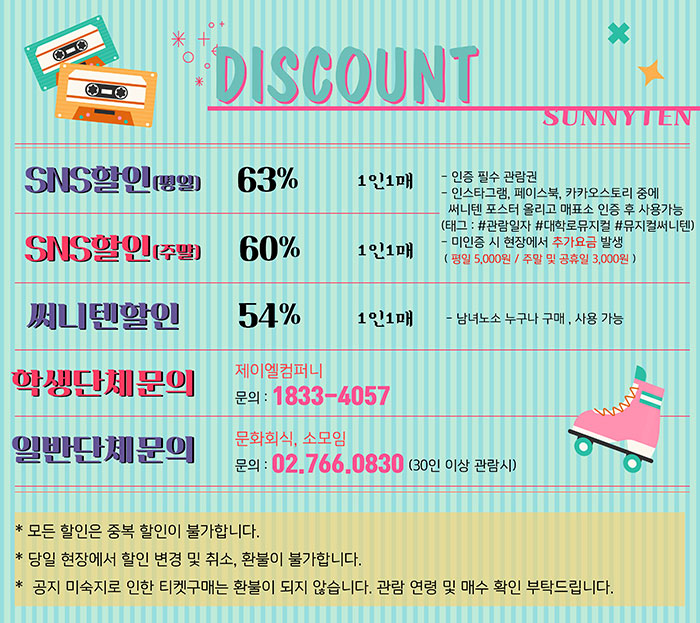 DISCOUNT
SUNNYTEN
SNS할인(평일) 63% 1인1매
- 인증 필수 관람권
- 인스타그램, 페이스북, 카카오스토리 중에
써니텐 포스터 올리고 매표소 인증 후 사용가능
(태그 : #관람일자 #대학로뮤지컬 #뮤지컬써니텐)
SNS할인(주말) 60% 1인1매
- 미인증 시 현장에서 추가요금 발생
( 평일 5,000원 / 주말 및 공휴일 3,000원 )
써니텐할인 54% 1인1매 - 남녀노소 누구나 구매 , 사용 가능
학생단체문의
제이엘컴퍼니
문의 : 1833-4057
일반단체문의
문화회식, 소모임
문의 : 02.766.0830 (30인 이상 관람시)
* 모든 할인은 중복 할인이 불가합니다.
* 당일 현장에서 할인 변경 및 취소, 환불이 불가합니다.
* 공지 미숙지로 인한 티켓구매는 환불이 되지 않습니다. 관람 연령 및 매수 확인 부탁드립니다.